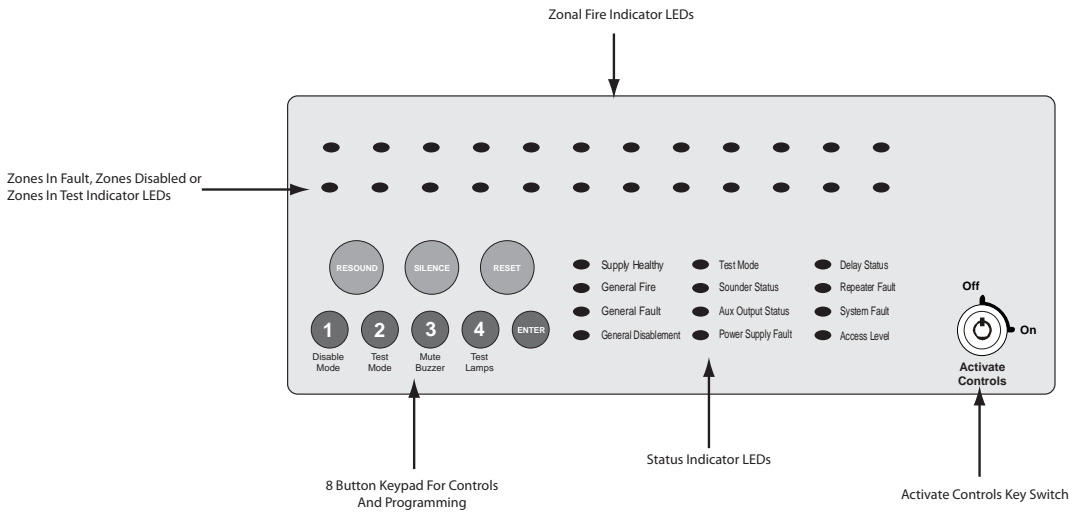 Zonal Fire Indicator LEDs
Zones In Fault, Zones Disabled or
Zones In Test Indicator LEDs
RESOUND
SILENCE
RESET
1
2
3
4
ENTER
Disable
Mode
Test
Mode
Mute
Buzzer
Test
Lamps
Supply Healthy
General Fire
General Fault
General Disablement
Test Mode
Sounder Status
Aux Output Status
Power Supply Fault
Delay Status
Repeater Fault
System Fault
Access Level
Off
On
Activate
Controls
8 Button Keypad For Controls
And Programming
Status Indicator LEDs
Activate Controls Key Switch